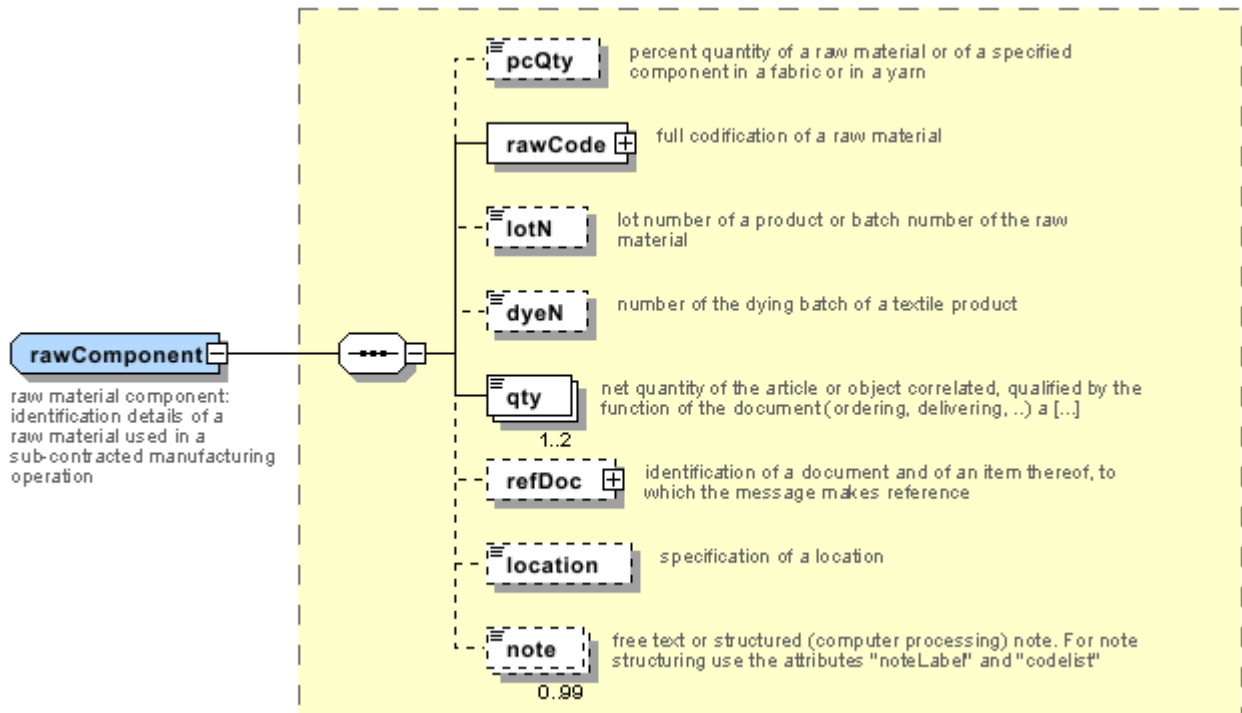 pcQty
percent quantity of a raw material or of a specified
component in a fabric or in a yarn
rawCode
full codification of a raw material
lotN
lot number of a product or batch number of the raw
material
dyeN
number of the dying batch of a textile product
rawComponent
raw material component:
identification details of a
raw material used in a
sub-contracted manufacturing
operation
qty
net quantity of the article or object correlated, qualified by the
function of the document (ordering, delivering, ..) a [...]
1..2
refDoc
identification of a document and of an item thereof, to
which the message makes reference
location
specification of a location
note
free text or structured (computer processing) note. For note
structuring use the attributes "noteLabel" and "codelist"
0..99